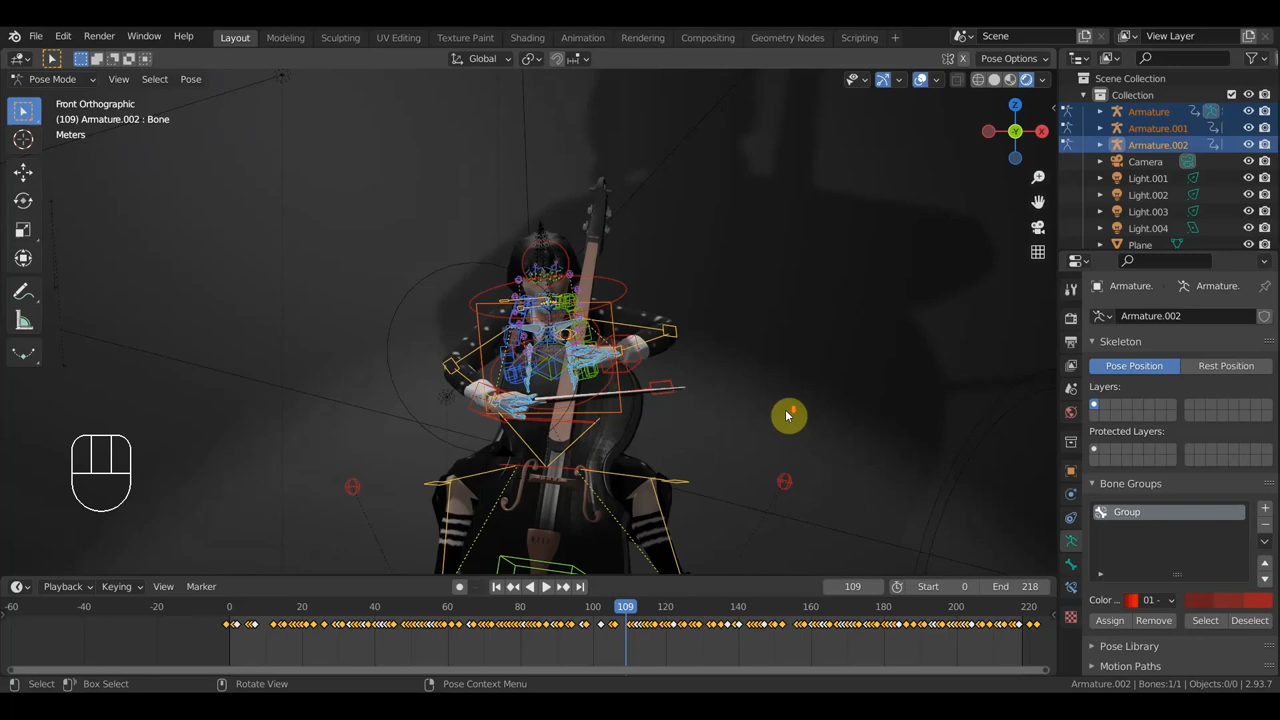 File Edit Render Window Help Layout Modeling Sculpting UV Editing Texture Paint Shading Animation Rendering Compositing Geometry Nodes Scripting + Scene View Layer
Global Pose Options
Pose Mode View Select Pose
Front Orthographic
(109) Armature.002 : Bone
Meters
Z
-Y
X
Scene Collection
Collection
Armature
Armature.001
Armature.002
Camera
Light.001
Light.002
Light.003
Light.004
Plane
Armature. Armature.
Armature.002
Skeleton
Pose Position Rest Position
Layers:
Protected Layers:
Bone Groups
Group
Color ... 01 -
Assign Remove Select Deselect
Pose Library
Motion Paths
Playback Keying View Marker 109 Start 0 End 218
-60 -40 -20 0 20 40 60 80 100 109 120 140 160 180 200 220
Select Box Select Rotate View Pose Context Menu Armature.002 | Bones:1/1 | Objects:0/0 | 2.93.7